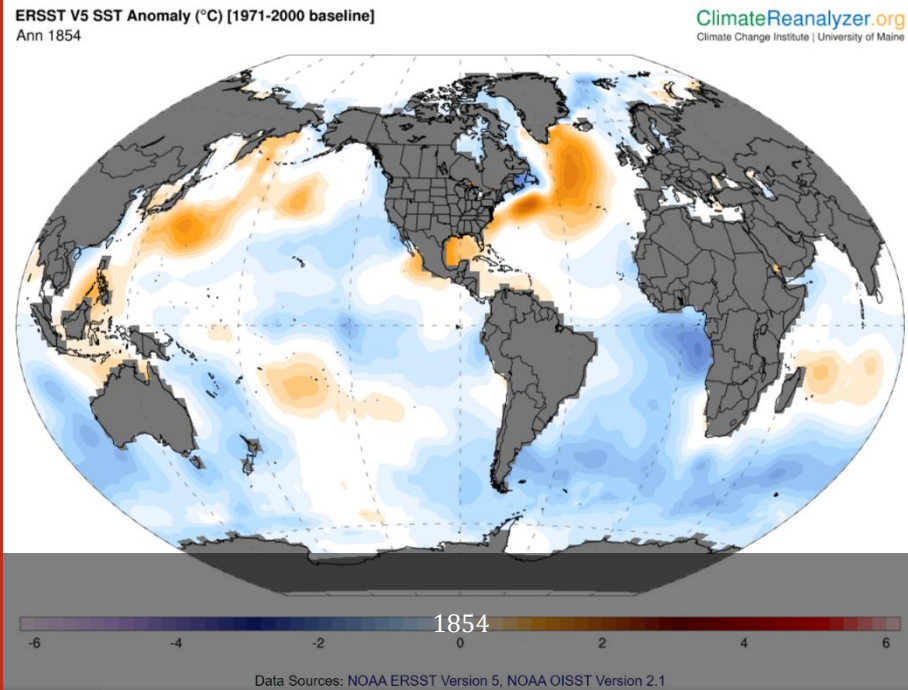 ERSST V5 SST Anomaly (°C) [1971-2000 baseline]
Ann 1854
ClimateReanalyzer.org
Climate Change Institute | University of Maine
1854
-6 -4 -2 0 2 4 6
Data Sources: NOAA ERSST Version 5, NOAA OISST Version 2.1